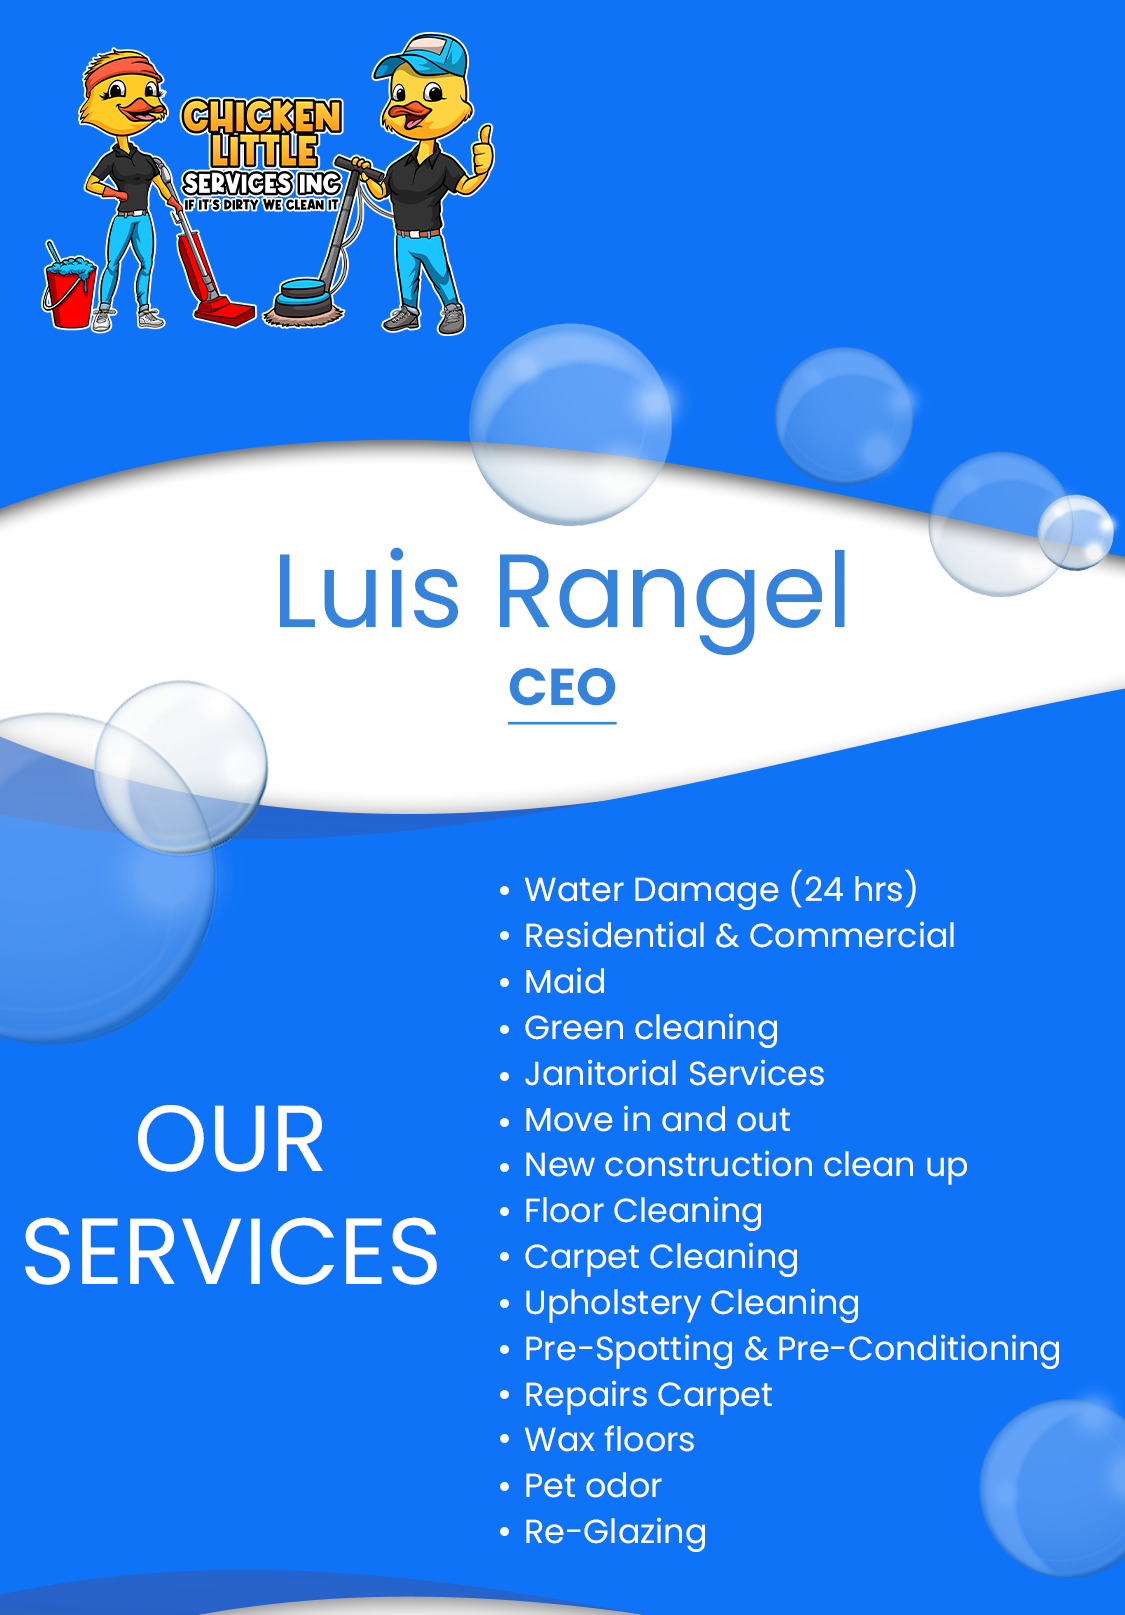 CHICKEN
LITTLE
SERVICES INC
IF IT'S DIRTY WE CLEAN IT
Luis Rangel
CEO
OUR
SERVICES
• Water Damage (24 hrs)
• Residential & Commercial
• Maid
• Green cleaning
• Janitorial Services
• Move in and out
• New construction clean up
• Floor Cleaning
• Carpet Cleaning
• Upholstery Cleaning
• Pre-Spotting & Pre-Conditioning
• Repairs Carpet
• Wax floors
• Pet odor
• Re-Glazing